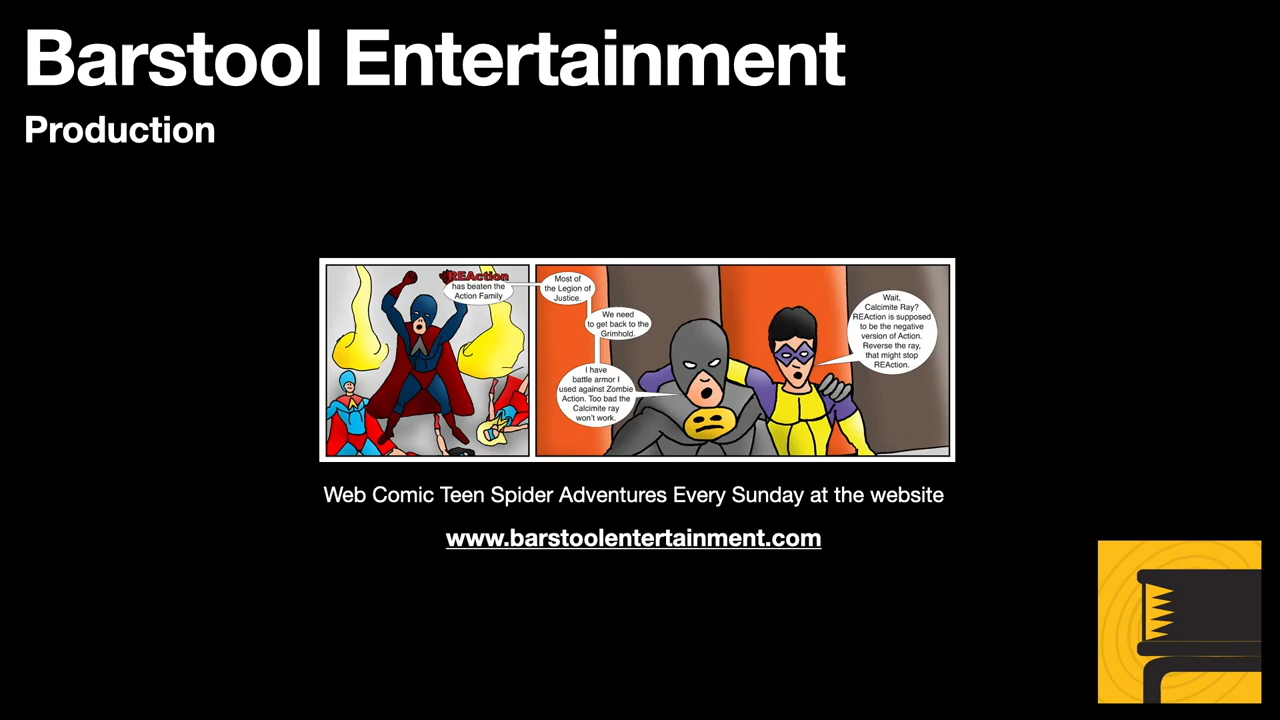 Barstool Entertainment
Production
REAction
has beaten the
Action Family
Most of
the Legion of
Justice.
We need
to get back to the
Grimhold.
I have
battle armor I
used against Zombie
Action. Too bad the
Calcimite ray
won't work.
Wait,
Calcimite Ray?
REAction is supposed
to be the negative
version of Action.
Reverse the ray,
that might stop
REAction.
Web Comic Teen Spider Adventures Every Sunday at the website
www.barstoolentertainment.com